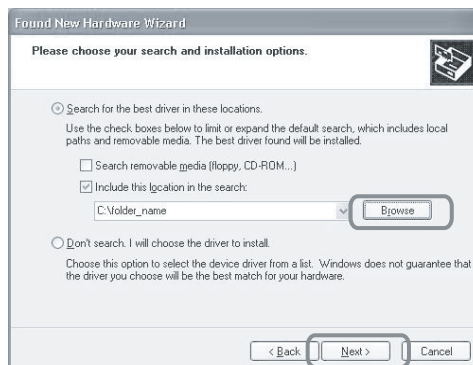 Found New Hardware Wizard
Please choose your search and installation options.
Search for the best driver in these locations.
Use the check boxes below to limit or expand the default search, which includes local
paths and removable media. The best driver found will be installed.
Search removable media (floppy, CD-ROM...)
Include this location in the search:
C:\folder_name
Browse
Don't search. I will choose the driver to install.
Choose this option to select the device driver from a list. Windows does not guarantee that
the driver you choose will be the best match for your hardware.
< Back
Next >
Cancel